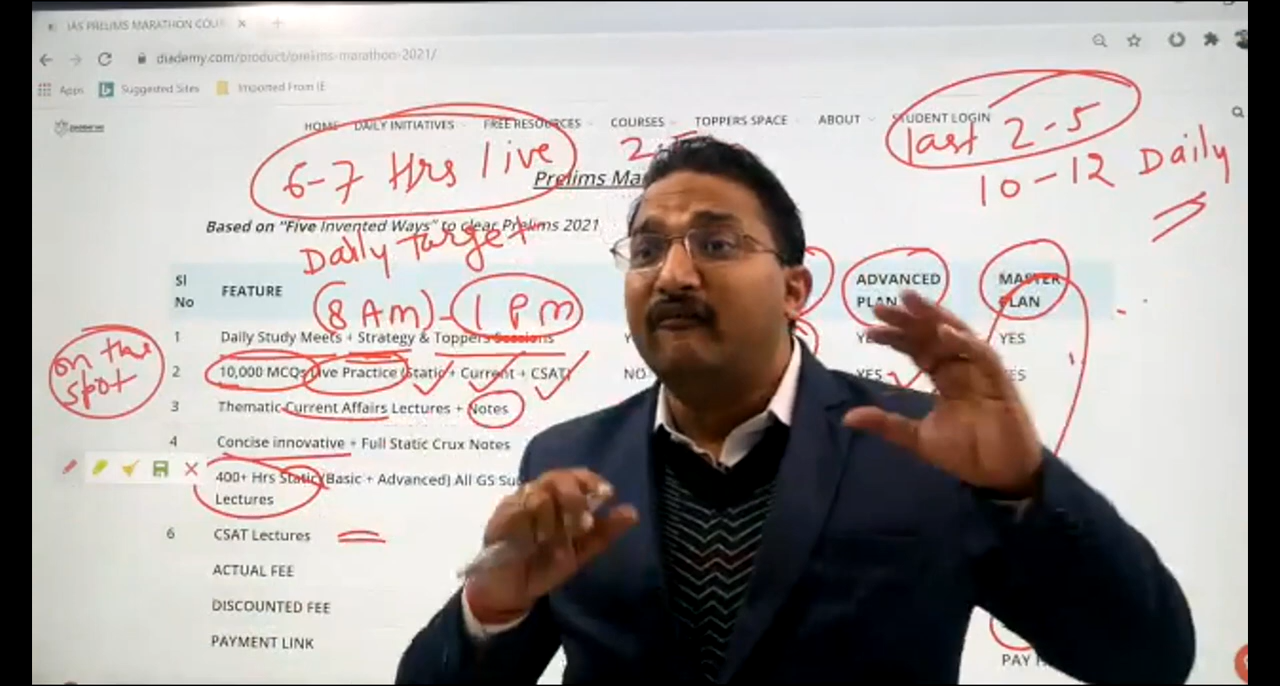 IAS PRELIMS MARATHON COU
diademy.com/product/prelims-marathon-2021/
Apps Suggested Sites Imported From IE
HOME DAILY INITIATIVES FREE RESOURCES COURSES TOPPERS SPACE ABOUT STUDENT LOGIN
last 2-5
6-7 Hrs live
10-12 Daily
Prelims Ma
Based on "Five Invented Ways" to clear Prelims 2021
Daily Target
Sl No FEATURE ADVANCED PLAN MASTER PLAN
(8 Am) - 1 Pm
1 Daily Study Meets + Strategy & Toppers Sessions YES
on the spot
2 10,000 MCQs Live Practice (Static + Current + CSAT) NO YES YES
3 Thematic Current Affairs Lectures + Notes
4 Concise innovative + Full Static Crux Notes
400+ Hrs Static (Basic + Advanced) All GS Su
Lectures
6 CSAT Lectures
ACTUAL FEE
DISCOUNTED FEE
PAYMENT LINK
PAY